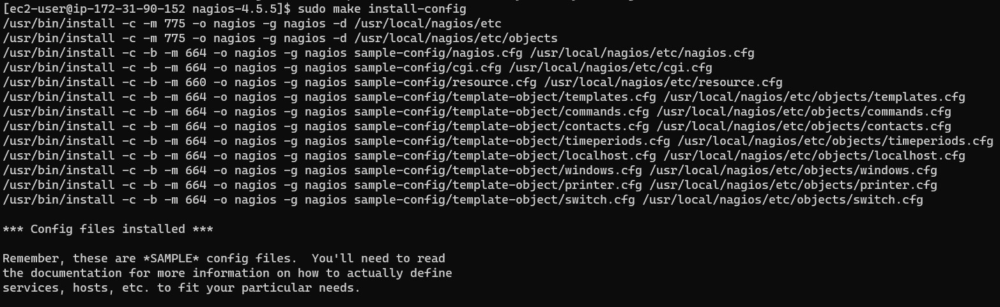 [ec2-user@ip-172-31-90-152 nagios-4.5.5]$ sudo make install-config
/usr/bin/install -c -m 775 -o nagios -g nagios -d /usr/local/nagios/etc
/usr/bin/install -c -m 775 -o nagios -g nagios -d /usr/local/nagios/etc/objects
/usr/bin/install -c -b -m 664 -o nagios -g nagios sample-config/nagios.cfg /usr/local/nagios/etc/nagios.cfg
/usr/bin/install -c -b -m 664 -o nagios -g nagios sample-config/cgi.cfg /usr/local/nagios/etc/cgi.cfg
/usr/bin/install -c -b -m 660 -o nagios -g nagios sample-config/resource.cfg /usr/local/nagios/etc/resource.cfg
/usr/bin/install -c -b -m 664 -o nagios -g nagios sample-config/template-object/templates.cfg /usr/local/nagios/etc/objects/templates.cfg
/usr/bin/install -c -b -m 664 -o nagios -g nagios sample-config/template-object/commands.cfg /usr/local/nagios/etc/objects/commands.cfg
/usr/bin/install -c -b -m 664 -o nagios -g nagios sample-config/template-object/contacts.cfg /usr/local/nagios/etc/objects/contacts.cfg
/usr/bin/install -c -b -m 664 -o nagios -g nagios sample-config/template-object/timeperiods.cfg /usr/local/nagios/etc/objects/timeperiods.cfg
/usr/bin/install -c -b -m 664 -o nagios -g nagios sample-config/template-object/localhost.cfg /usr/local/nagios/etc/objects/localhost.cfg
/usr/bin/install -c -b -m 664 -o nagios -g nagios sample-config/template-object/windows.cfg /usr/local/nagios/etc/objects/windows.cfg
/usr/bin/install -c -b -m 664 -o nagios -g nagios sample-config/template-object/printer.cfg /usr/local/nagios/etc/objects/printer.cfg
/usr/bin/install -c -b -m 664 -o nagios -g nagios sample-config/template-object/switch.cfg /usr/local/nagios/etc/objects/switch.cfg
*** Config files installed ***
Remember, these are *SAMPLE* config files.  You'll need to read
the documentation for more information on how to actually define
services, hosts, etc. to fit your particular needs.